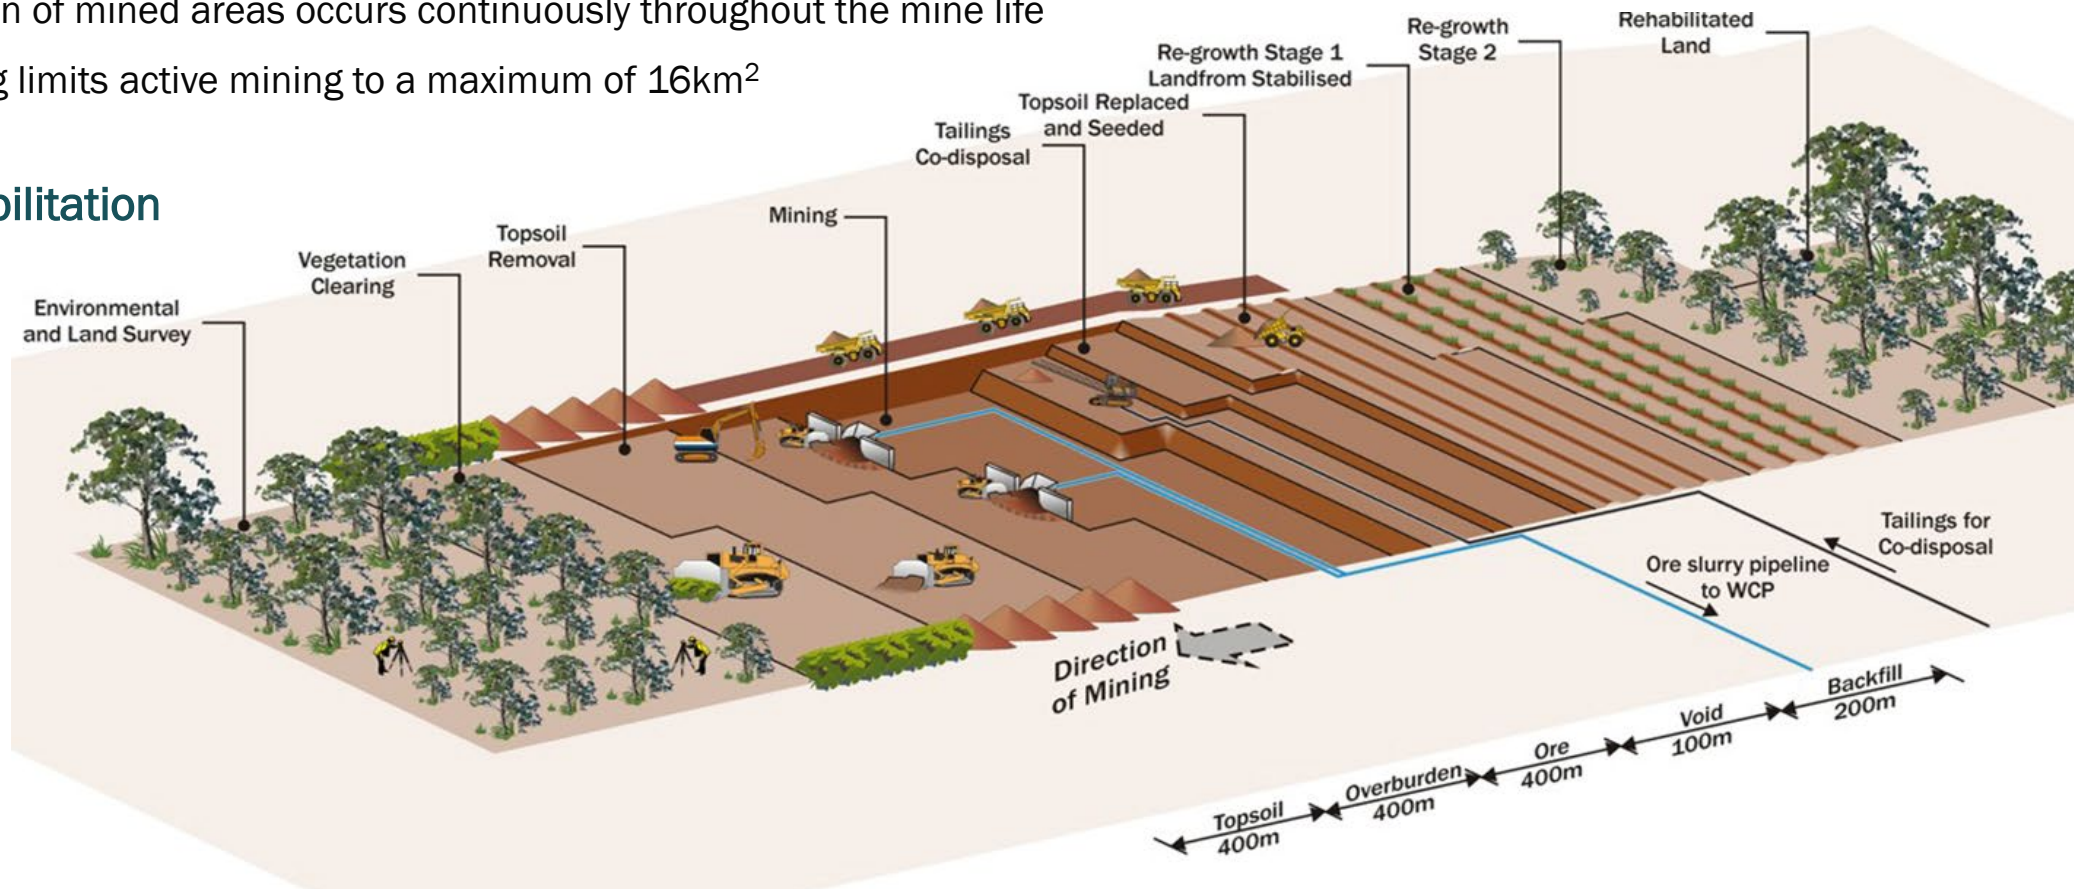 of mined areas occurs continuously throughout the mine life
limits active mining to a maximum of 16km²
Environmental
and Land Survey
Vegetation
Clearing
Topsoil
Removal
Mining
Tailings
Co-disposal
Topsoil Replaced
and Seeded
Re-growth Stage 1
Landfrom Stabilised
Re-growth
Stage 2
Rehabilitated
Land
Tailings for
Co-disposal
Ore slurry pipeline
to WCP
Direction
of Mining
Topsoil
400m
Overburden
400m
Ore
400m
Void
100m
Backfill
200m